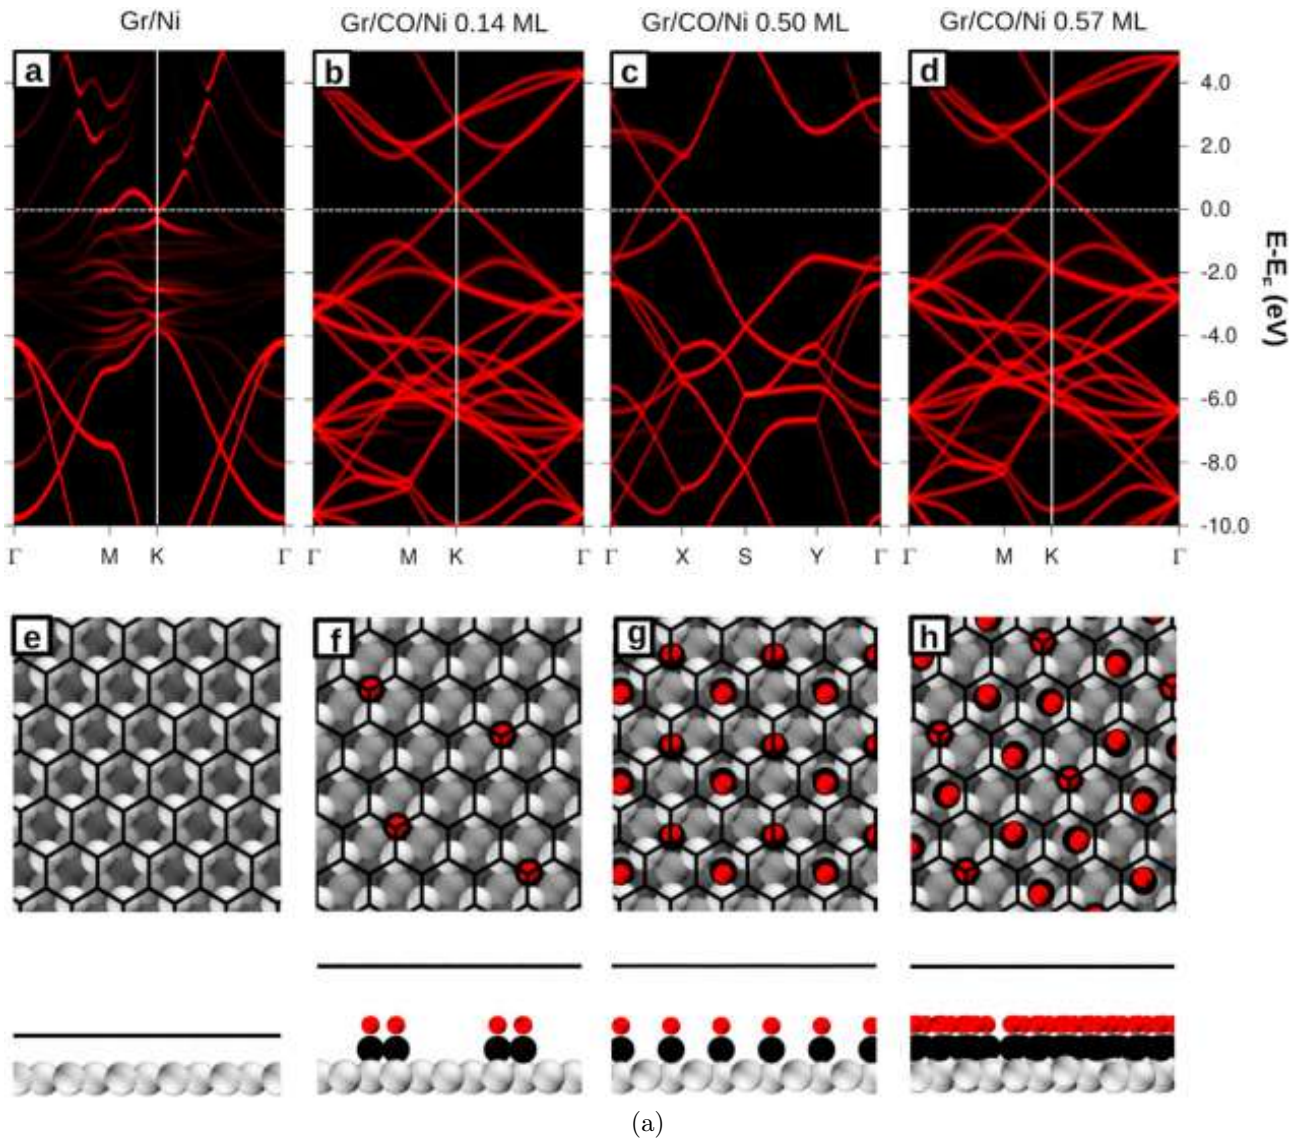 Gr/Ni
Gr/CO/Ni 0.14 ML
Gr/CO/Ni 0.50 ML
Gr/CO/Ni 0.57 ML
a
b
c
d
4.0
2.0
0.0
-2.0
-4.0
-6.0
-8.0
-10.0
E-E_F (eV)
Γ M K Γ
Γ M K Γ
Γ X S Y Γ
Γ M K Γ
e
f
g
h
(a)